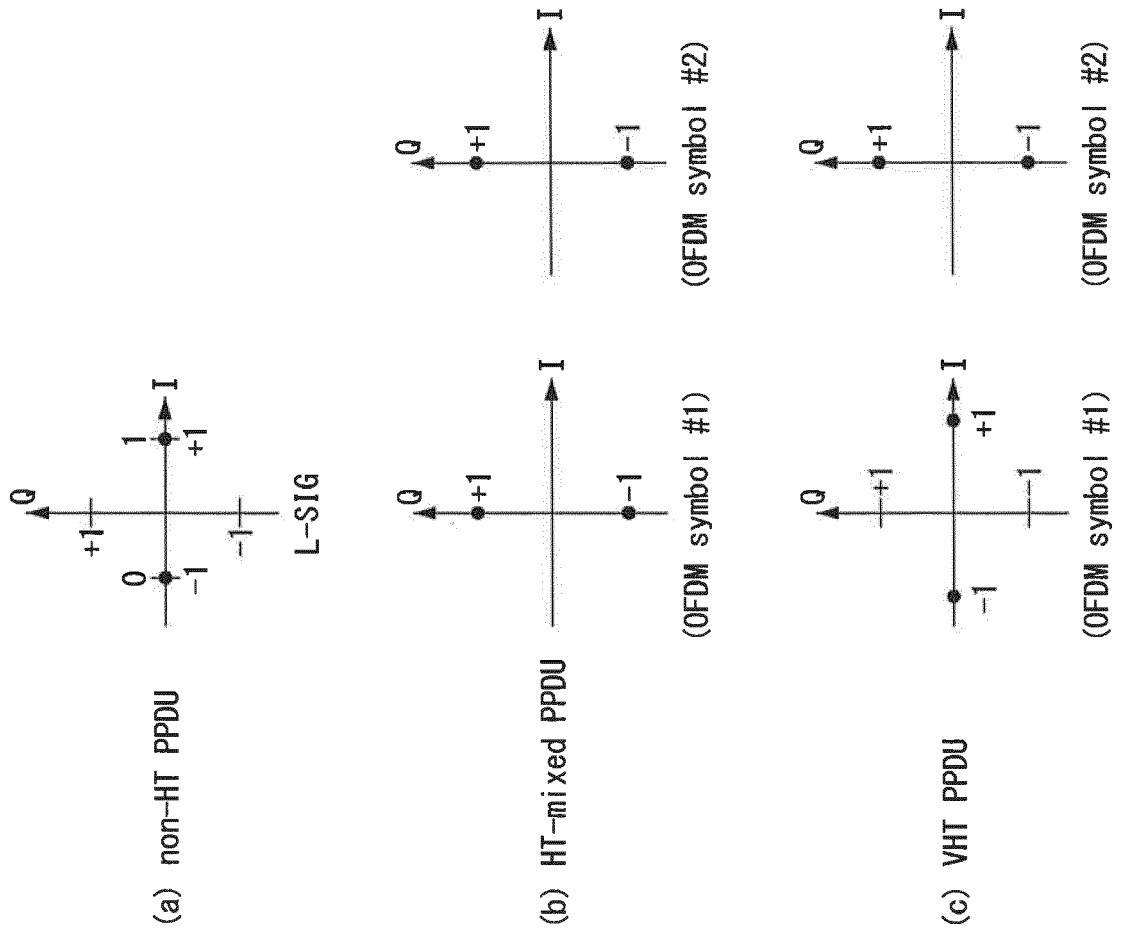 (a) non-HT PPDU
Q
+1
0
1
I
-1
+1
-1
L-SIG
(b) HT-mixed PPDU
Q
+1
I
-1
(OFDM symbol #1)
Q
+1
I
-1
(OFDM symbol #2)
(c) VHT PPDU
Q
+1
I
-1
+1
-1
(OFDM symbol #1)
Q
+1
I
-1
(OFDM symbol #2)